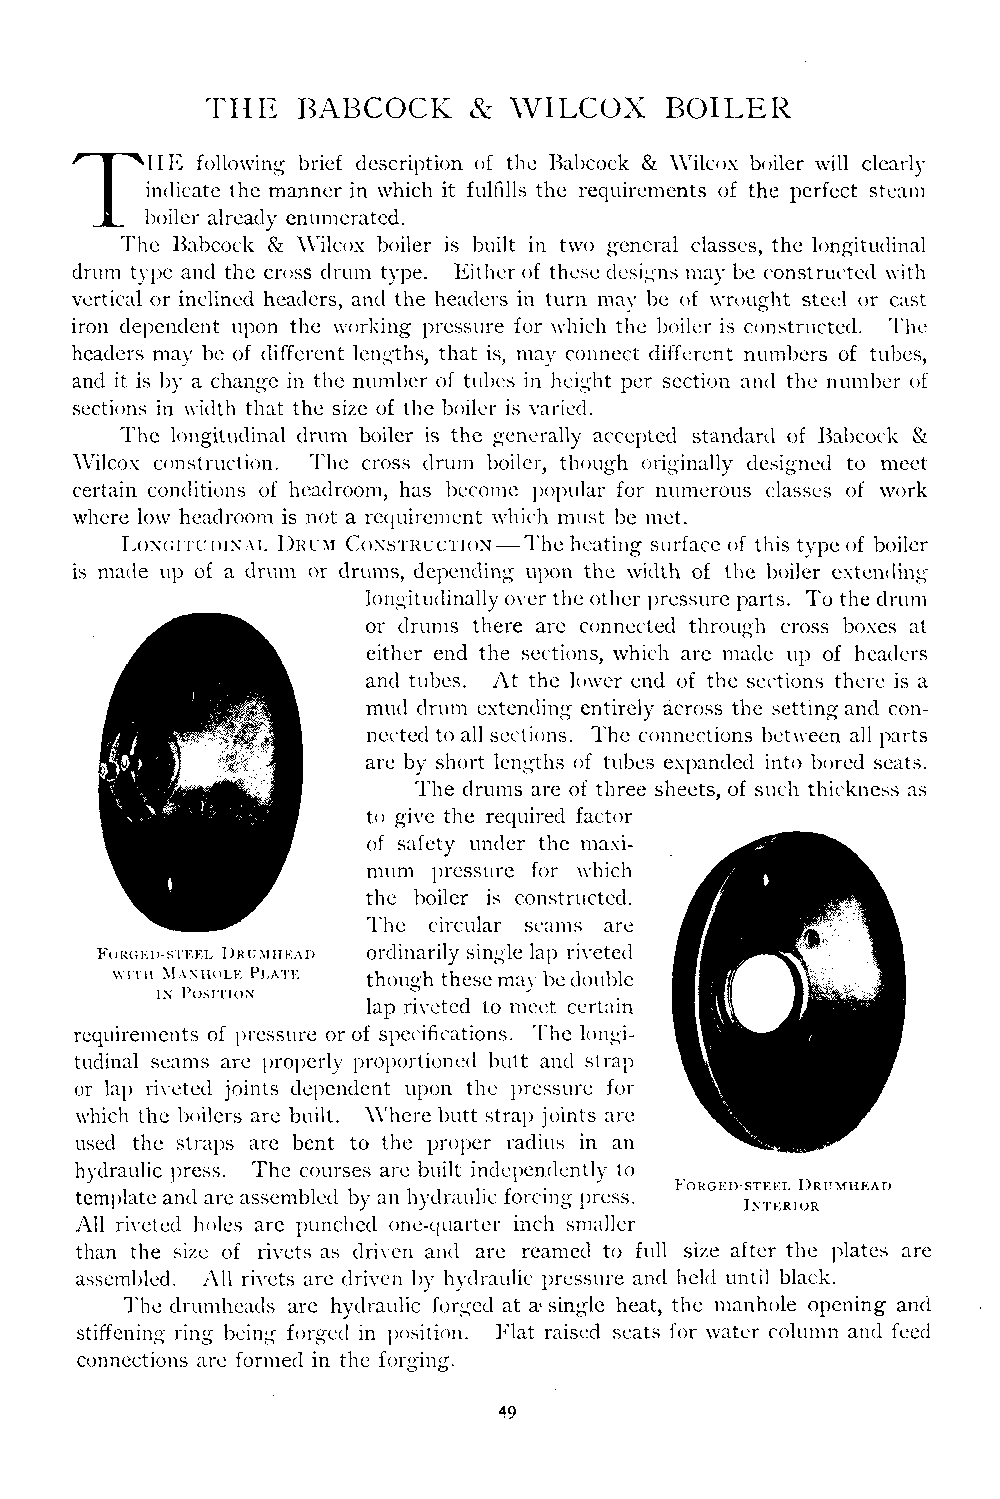 THE BABCOCK & WILCOX BOILER
THE following brief description of the Babcock & Wilcox boiler will clearly
indicate the manner in which it fulfills the requirements of the perfect steam
boiler already enumerated.
The Babcock & Wilcox boiler is built in two general classes, the longitudinal
drum type and the cross drum type. Either of these designs may be constructed with
vertical or inclined headers, and the headers in turn may be of wrought steel or cast
iron dependent upon the working pressure for which the boiler is constructed. The
headers may be of different lengths, that is, may connect different numbers of tubes,
and it is by a change in the number of tubes in height per section and the number of
sections in width that the size of the boiler is varied.
The longitudinal drum boiler is the generally accepted standard of Babcock &
Wilcox construction. The cross drum boiler, though originally designed to meet
certain conditions of headroom, has become popular for numerous classes of work
where low headroom is not a requirement which must be met.
LONGITUDINAL DRUM CONSTRUCTION—The heating surface of this type of boiler
is made up of a drum or drums, depending upon the width of the boiler extending
longitudinally over the other pressure parts. To the drum
or drums there are connected through cross boxes at
either end the sections, which are made up of headers
and tubes. At the lower end of the sections there is a
mud drum extending entirely across the setting and con-
nected to all sections. The connections between all parts
are by short lengths of tubes expanded into bored seats.
The drums are of three sheets, of such thickness as
to give the required factor
of safety under the maxi-
mum pressure for which
the boiler is constructed.
The circular seams are
ordinarily single lap riveted
though these may be double
lap riveted to meet certain
requirements of pressure or of specifications. The longi-
tudinal seams are properly proportioned butt and strap
or lap riveted joints dependent upon the pressure for
which the boilers are built. Where butt strap joints are
used the straps are bent to the proper radius in an
hydraulic press. The courses are built independently to
template and are assembled by an hydraulic forcing press.
All riveted holes are punched one-quarter inch smaller
than the size of rivets as driven and are reamed to full size after the plates are
assembled. All rivets are driven by hydraulic pressure and held until black.
The drumheads are hydraulic forged at a single heat, the manhole opening and
stiffening ring being forged in position. Flat raised seats for water column and feed
connections are formed in the forging.
FORGED-STEEL DRUMHEAD
WITH MANHOLE PLATE
IN POSITION
FORGED-STEEL DRUMHEAD
INTERIOR
49